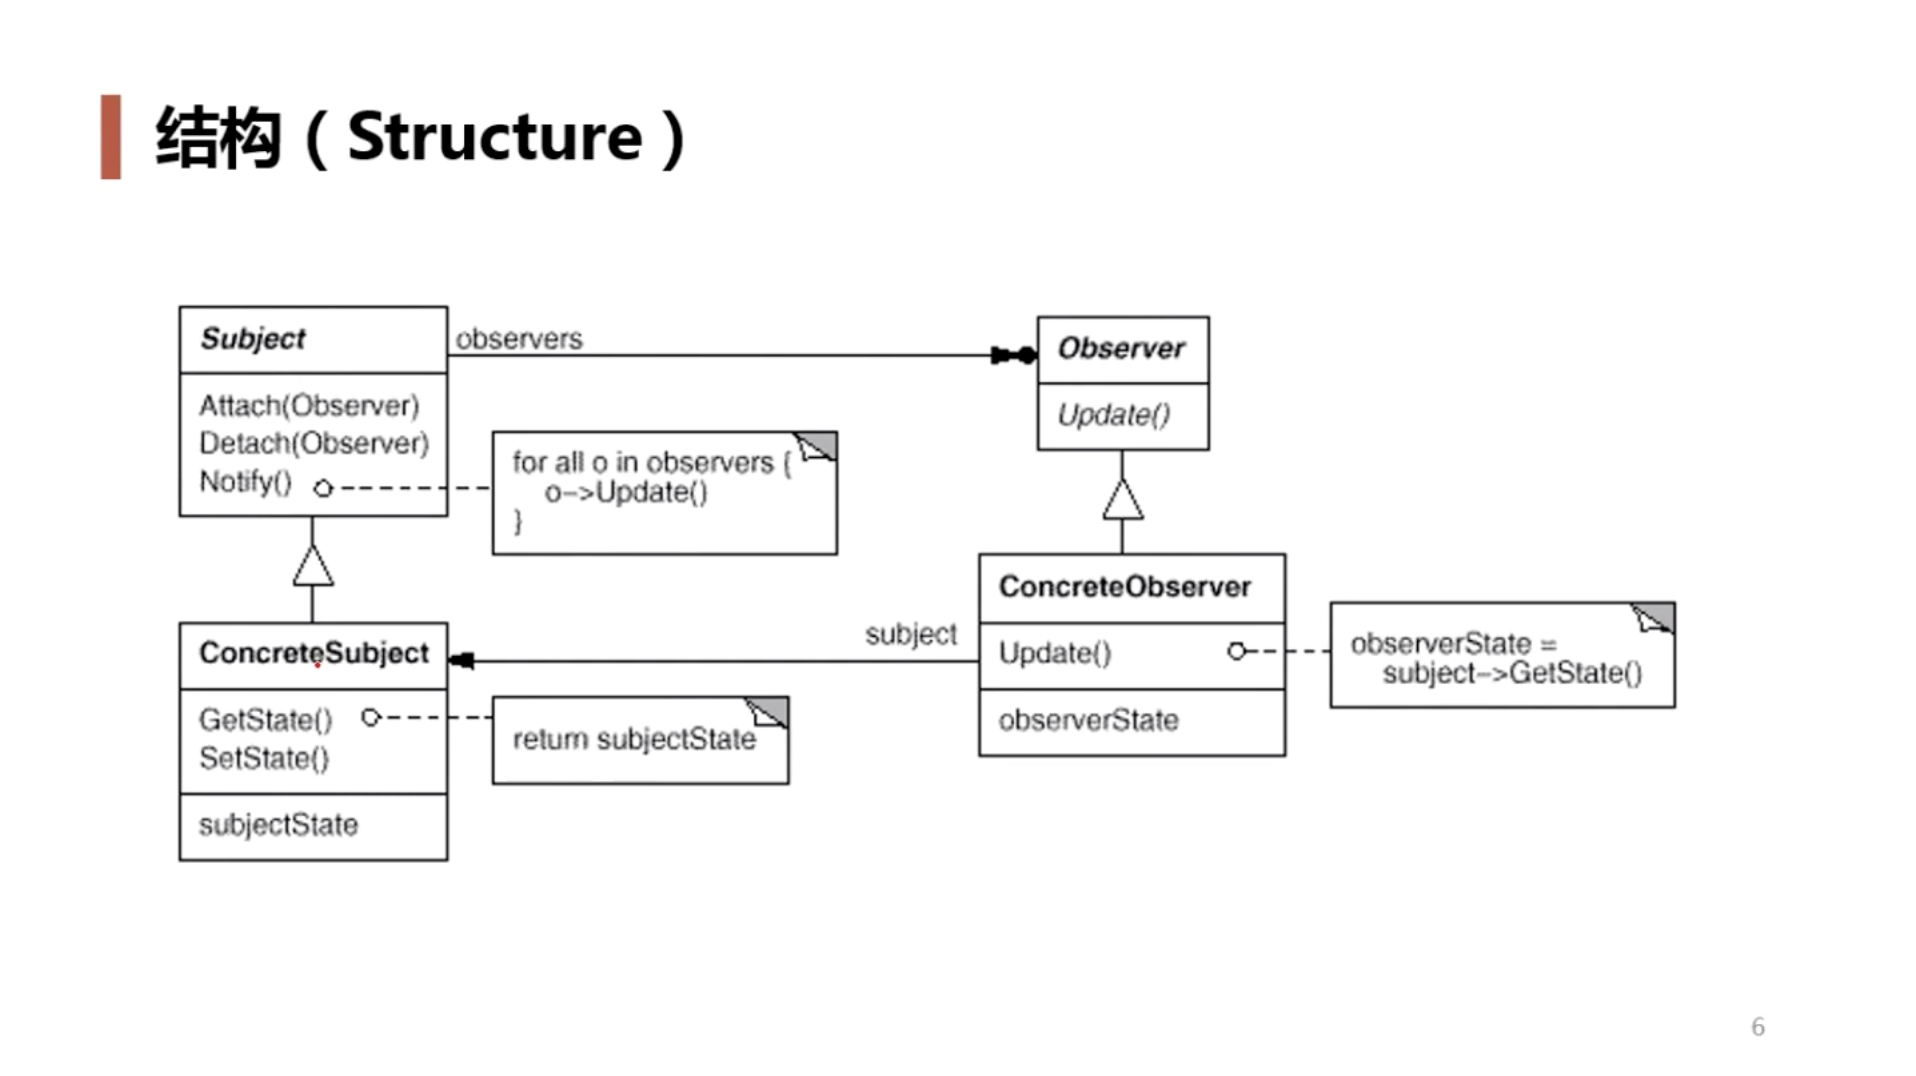 结构（Structure）
Subject
Attach(Observer)
Detach(Observer)
Notify()
observers
for all o in observers {
o->Update()
}
Observer
Update()
ConcreteSubject
GetState()
SetState()
subjectState
return subjectState
subject
ConcreteObserver
Update()
observerState
observerState =
subject->GetState()
6